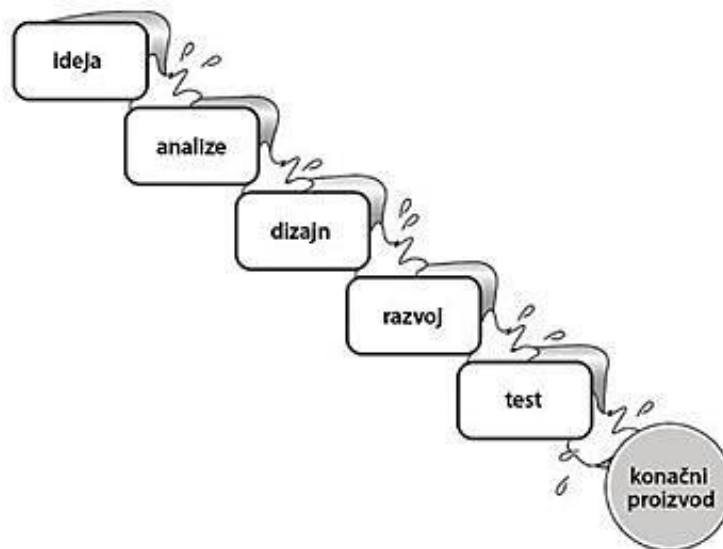 ideja
analize
dizajn
razvoj
test
konačni
proizvod